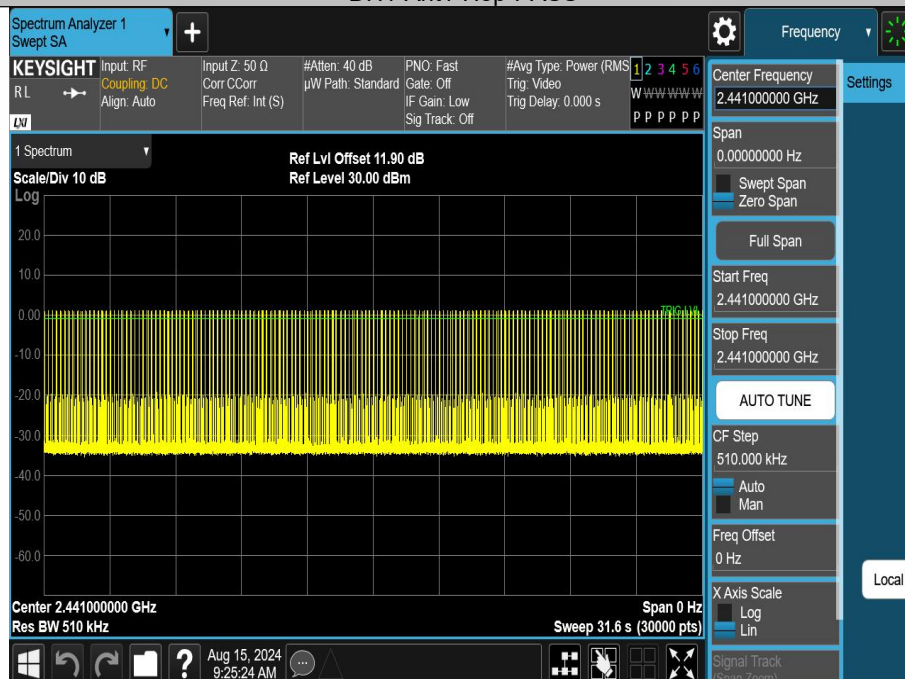 Spectrum Analyzer 1
Swept SA
Frequency
KEYSIGHT
RL
LXI
Input: RF
Coupling: DC
Align: Auto
Input Z: 50 Ω
Corr CCorr
Freq Ref: Int (S)
#Atten: 40 dB
µW Path: Standard
PNO: Fast
Gate: Off
IF Gain: Low
Sig Track: Off
#Avg Type: Power (RMS
Trig: Video
Trig Delay: 0.000 s
1 2 3 4 5 6
W W W W W W
P P P P P P
Center Frequency
2.441000000 GHz
Settings
Span
0.00000000 Hz
Swept Span
Zero Span
Full Span
Start Freq
2.441000000 GHz
Stop Freq
2.441000000 GHz
AUTO TUNE
CF Step
510.000 kHz
Auto
Man
Freq Offset
0 Hz
X Axis Scale
Log
Lin
Signal Track
(Span Zoom)
Local
1 Spectrum
Scale/Div 10 dB
Ref Lvl Offset 11.90 dB
Ref Level 30.00 dBm
Log
20.0
10.0
0.00
TRIG LVL
-10.0
-20.0
-30.0
-40.0
-50.0
-60.0
Center 2.441000000 GHz
Span 0 Hz
Res BW 510 kHz
Sweep 31.6 s (30000 pts)
?
Aug 15, 2024
9:25:24 AM